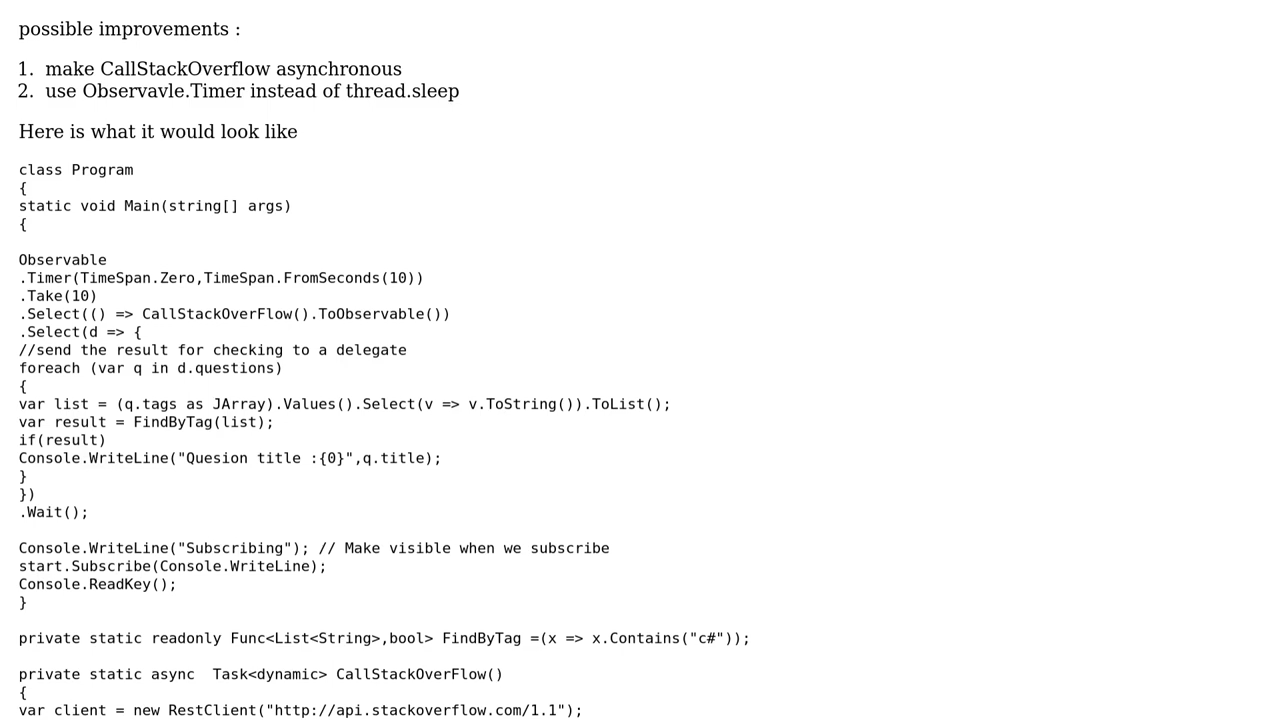 possible improvements :
1. make CallStackOverflow asynchronous
2. use Observavle.Timer instead of thread.sleep
Here is what it would look like
class Program
{
static void Main(string[] args)
{
Observable
.Timer(TimeSpan.Zero,TimeSpan.FromSeconds(10))
.Take(10)
.Select(() => CallStackOverFlow().ToObservable())
.Select(d => {
//send the result for checking to a delegate
foreach (var q in d.questions)
{
var list = (q.tags as JArray).Values().Select(v => v.ToString()).ToList();
var result = FindByTag(list);
if(result)
Console.WriteLine("Quesion title :{0}",q.title);
}
})
.Wait();
Console.WriteLine("Subscribing"); // Make visible when we subscribe
start.Subscribe(Console.WriteLine);
Console.ReadKey();
}
private static readonly Func<List<String>,bool> FindByTag =(x => x.Contains("c#"));
private static async  Task<dynamic> CallStackOverFlow()
{
var client = new RestClient("http://api.stackoverflow.com/1.1");